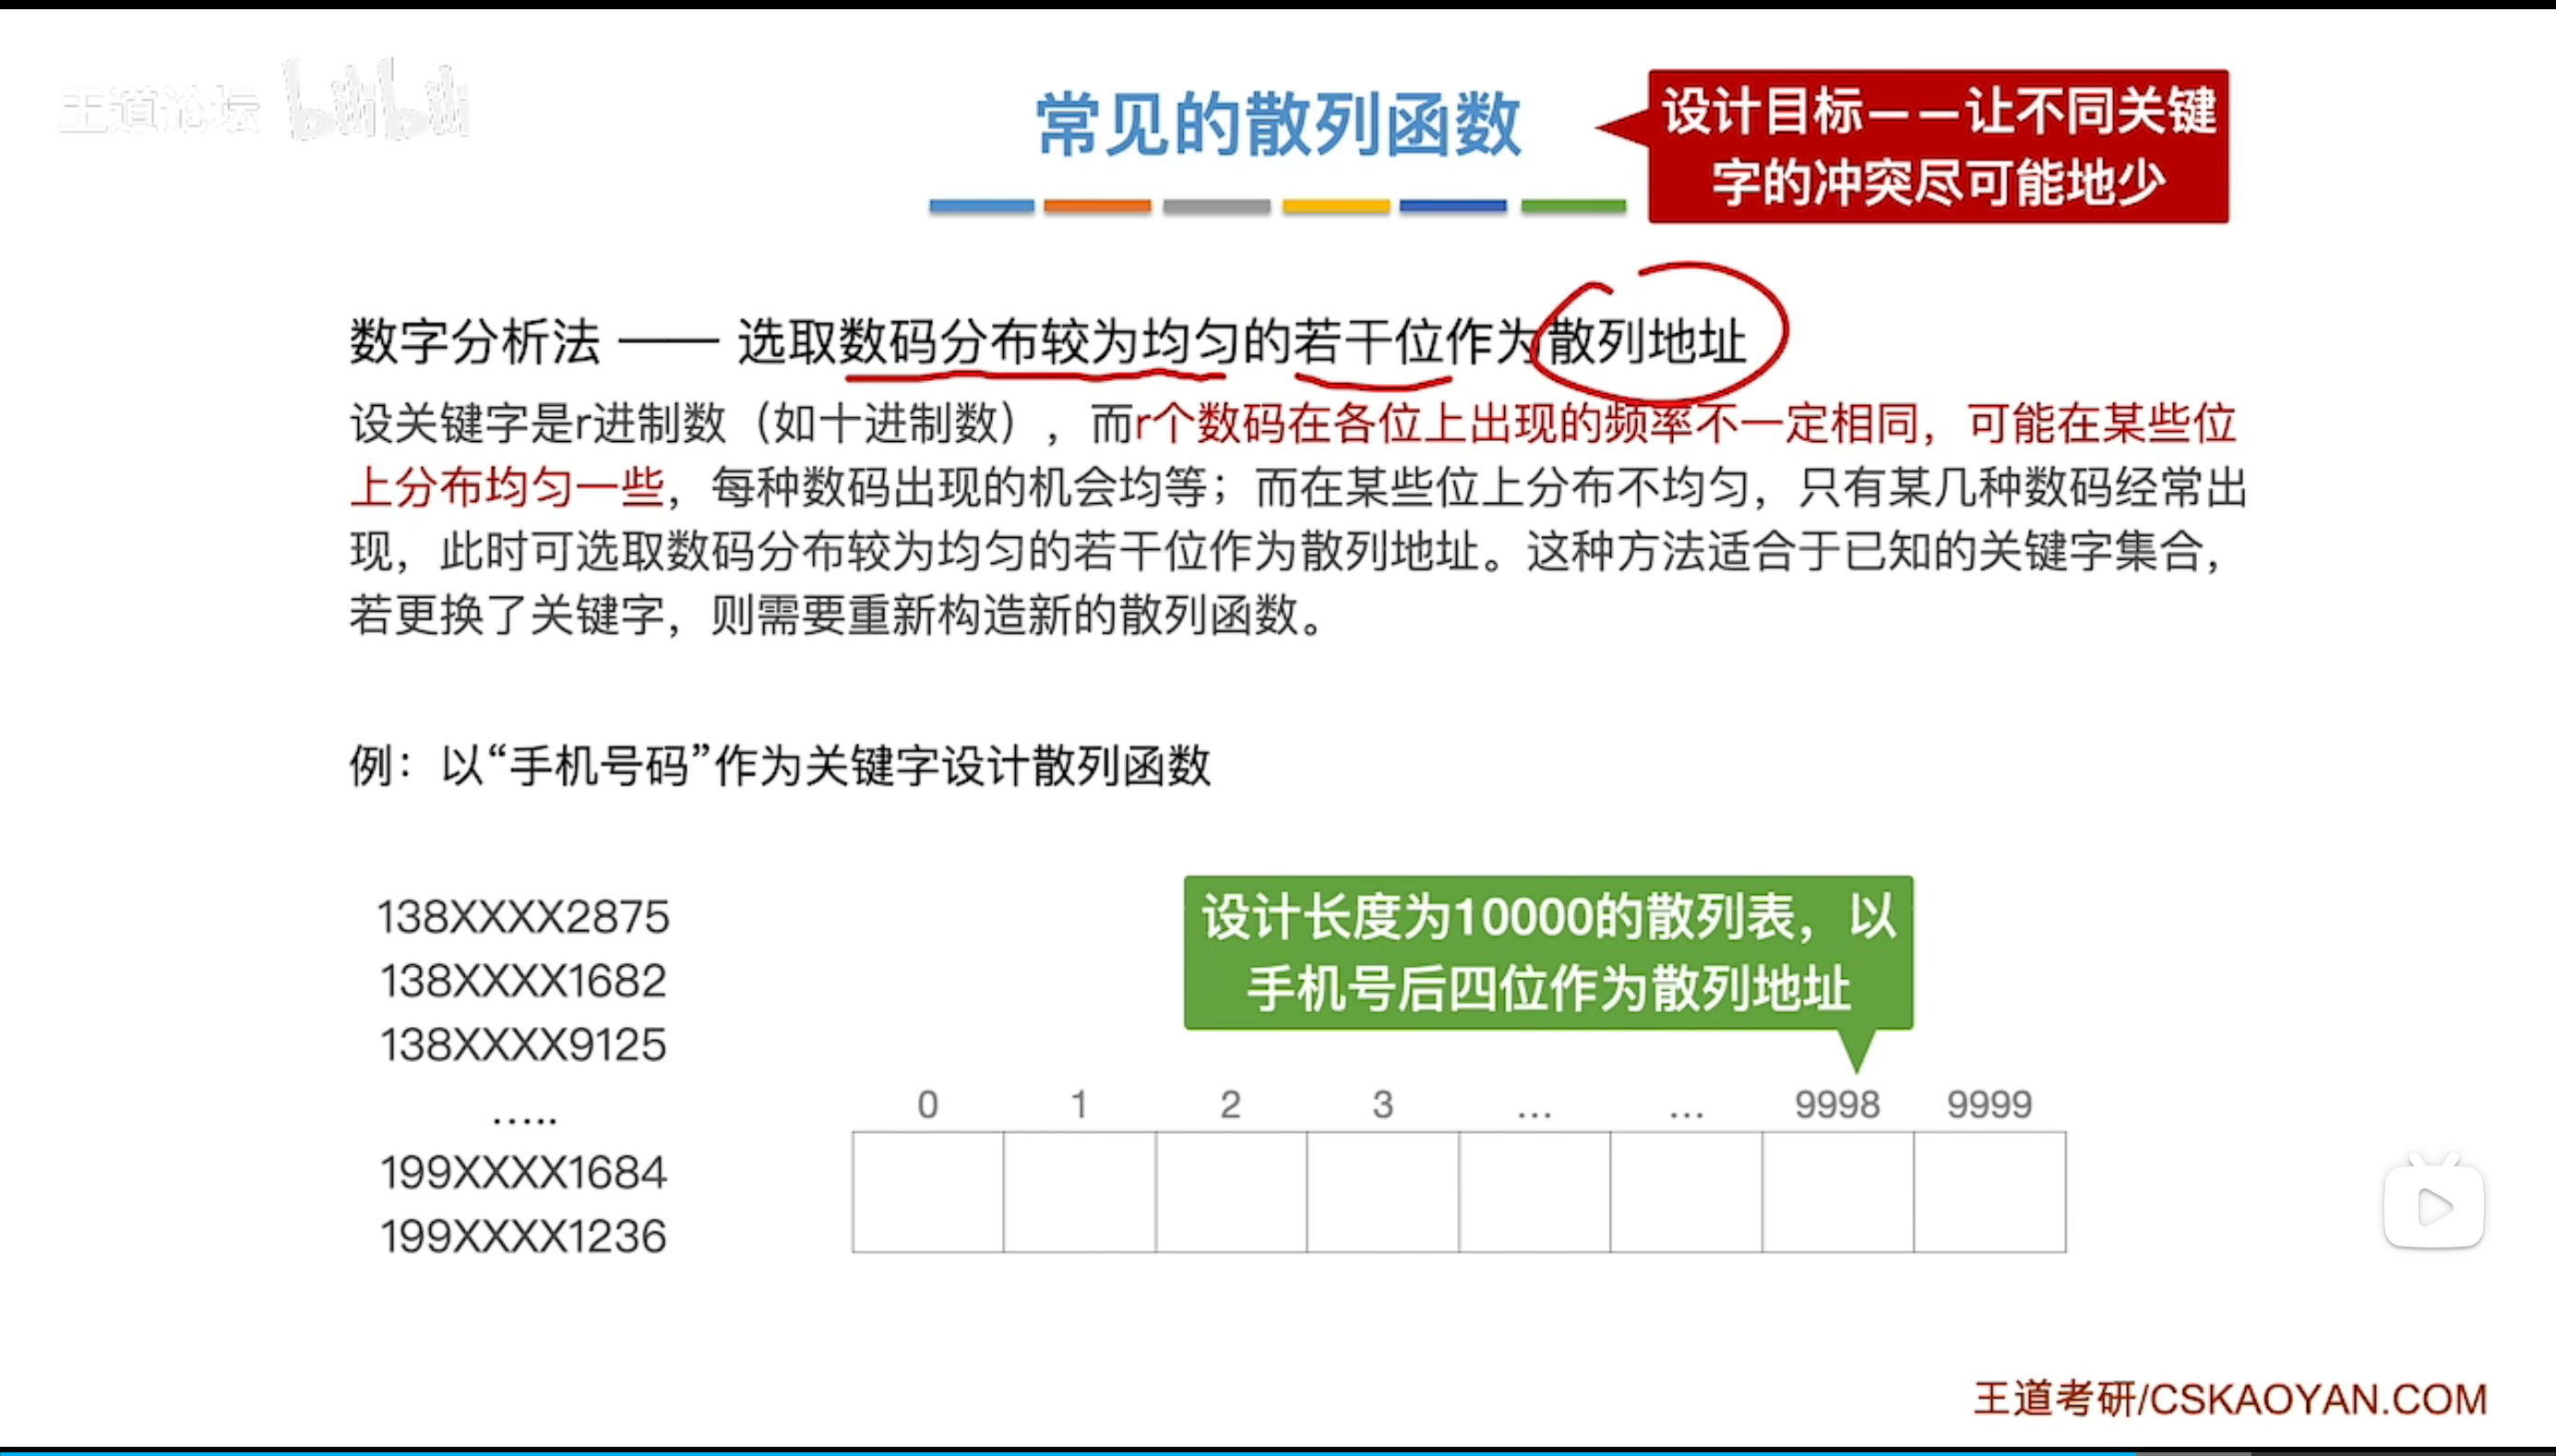 王道论坛 bilibili
常见的散列函数
设计目标——让不同关键
字的冲突尽可能地少
数字分析法 —— 选取数码分布较为均匀的若干位作为散列地址
设关键字是r进制数（如十进制数），而r个数码在各位上出现的频率不一定相同，可能在某些位
上分布均匀一些，每种数码出现的机会均等；而在某些位上分布不均匀，只有某几种数码经常出
现，此时可选取数码分布较为均匀的若干位作为散列地址。这种方法适合于已知的关键字集合，
若更换了关键字，则需要重新构造新的散列函数。
例：以“手机号码”作为关键字设计散列函数
138XXXX2875
138XXXX1682
138XXXX9125
.....
199XXXX1684
199XXXX1236
设计长度为10000的散列表，以
手机号后四位作为散列地址
0 1 2 3 ... ... 9998 9999
王道考研/CSKAOYAN.COM